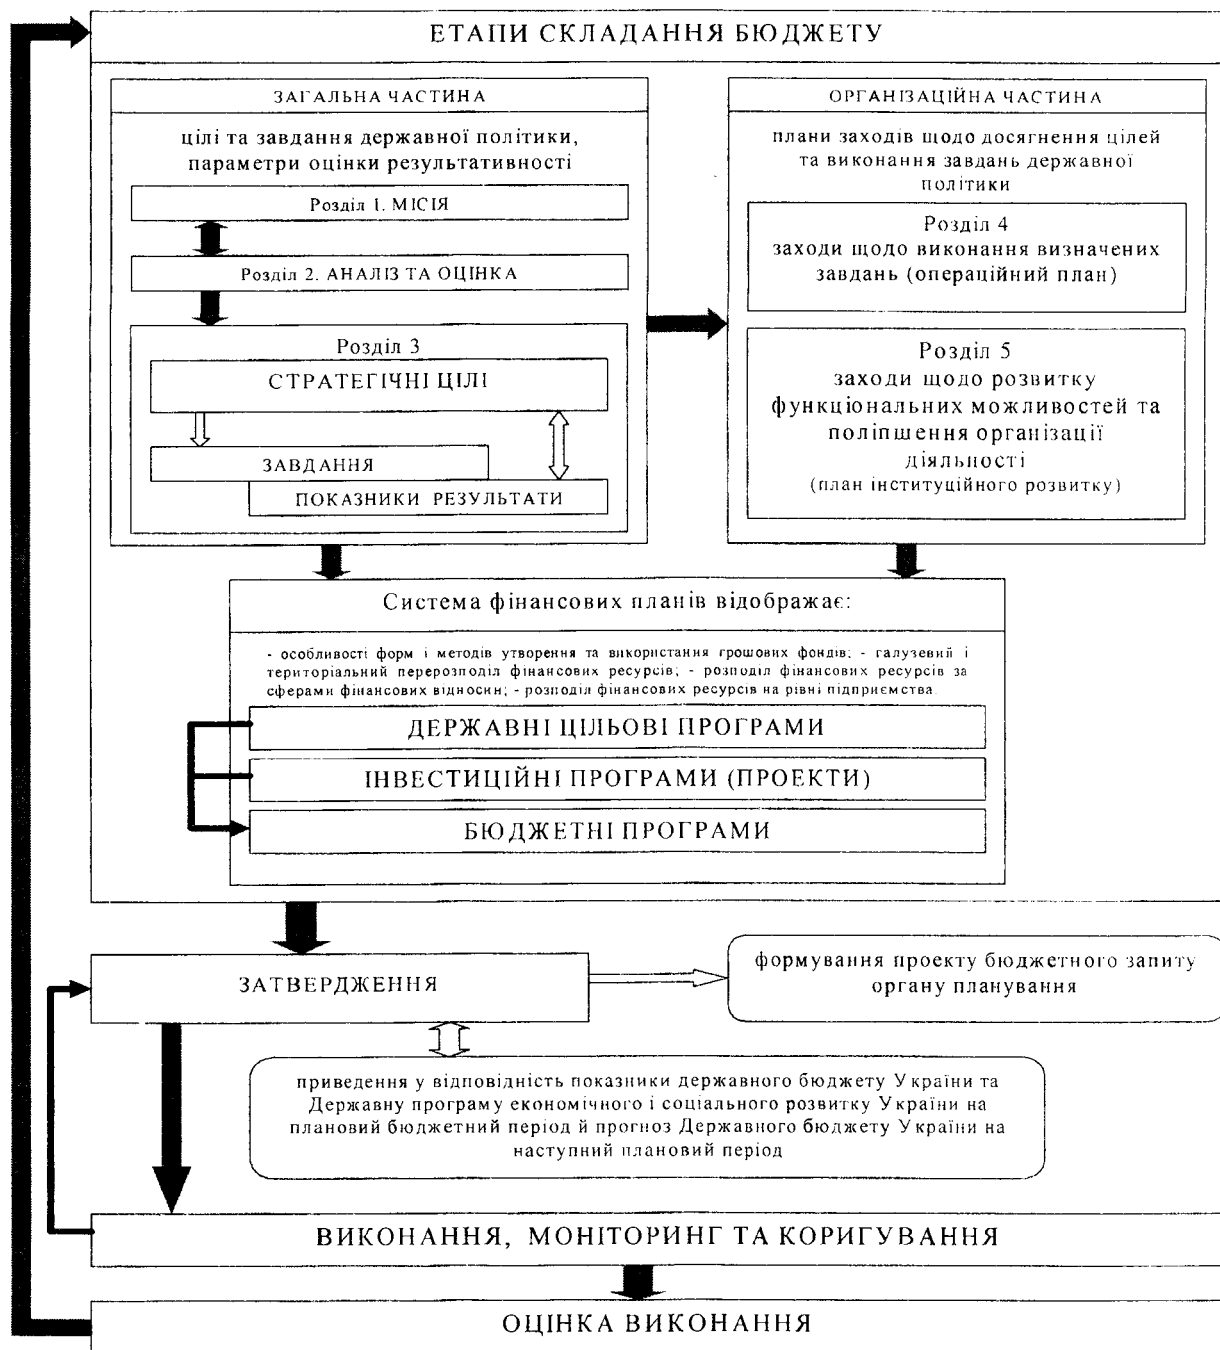 ЕТАПИ СКЛАДАННЯ БЮДЖЕТУ
ЗАГАЛЬНА ЧАСТИНА
цілі та завдання державної політики,
параметри оцінки результативності
Розділ 1. МІСІЯ
Розділ 2. АНАЛІЗ ТА ОЦІНКА
Розділ 3
СТРАТЕГІЧНІ ЦІЛІ
ЗАВДАННЯ
ПОКАЗНИКИ РЕЗУЛЬТАТИ
ОРГАНІЗАЦІЙНА ЧАСТИНА
плани заходів щодо досягнення цілей
та виконання завдань державної
політики
Розділ 4
заходи щодо виконання визначених
завдань (операційний план)
Розділ 5
заходи щодо розвитку
функціональних можливостей та
поліпшення організації
діяльності
(план інституційного розвитку)
Система фінансових планів відображає:
- особливості форм і методів утворення та використання грошових фондів; - галузевий і
територіальний перерозподіл фінансових ресурсів; - розподіл фінансових ресурсів за
сферами фінансових відносин; - розподіл фінансових ресурсів на рівні підприємства.
ДЕРЖАВНІ ЦІЛЬОВІ ПРОГРАМИ
ІНВЕСТИЦІЙНІ ПРОГРАМИ (ПРОЕКТИ)
БЮДЖЕТНІ ПРОГРАМИ
ЗАТВЕРДЖЕННЯ
формування проекту бюджетного запиту
органу планування
приведення у відповідність показники державного бюджету України та
Державну програму економічного і соціального розвитку України на
плановий бюджетний період й прогноз Державного бюджету України на
наступний плановий період
ВИКОНАННЯ, МОНІТОРИНГ ТА КОРИГУВАННЯ
ОЦІНКА ВИКОНАННЯ